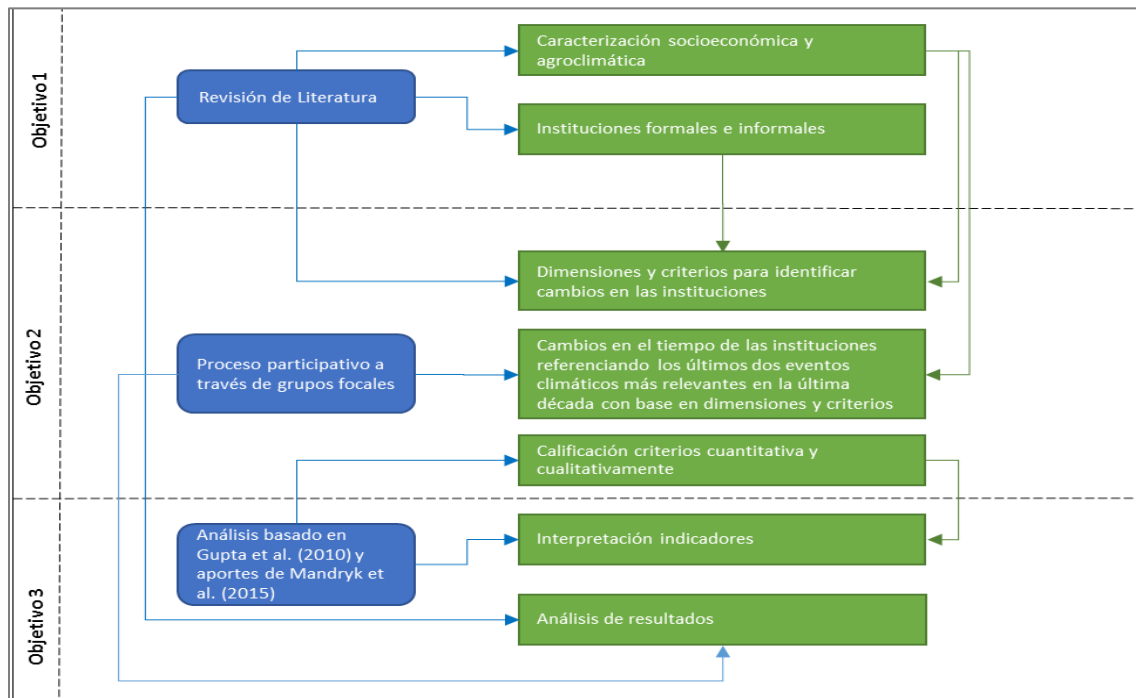 Objetivo1
Revisión de Literatura
Caracterización socioeconómica y
agroclimática
Instituciones formales e informales
Objetivo2
Dimensiones y criterios para identificar
cambios en las instituciones
Proceso participativo a
través de grupos focales
Cambios en el tiempo de las instituciones
referenciando los últimos dos eventos
climáticos más relevantes en la última
década con base en dimensiones y criterios
Calificación criterios cuantitativa y
cualitativamente
Objetivo3
Análisis basado en
Gupta et al. (2010) y
aportes de Mandryk et
al. (2015)
Interpretación indicadores
Análisis de resultados